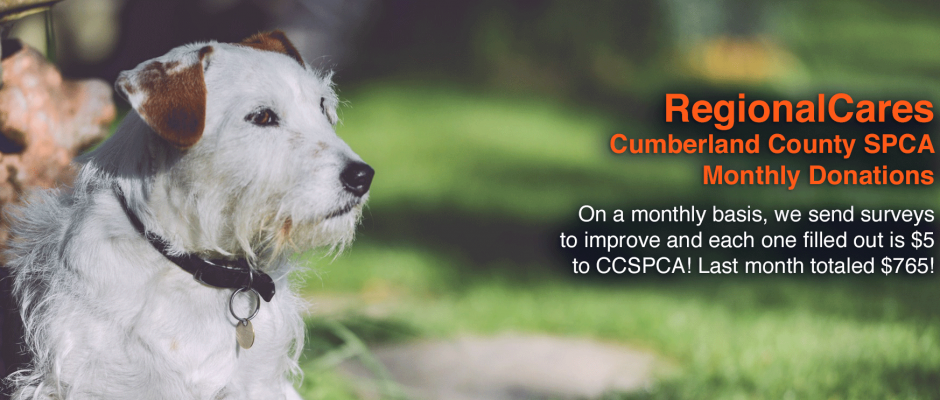 RegionalCares
Cumberland County SPCA
Monthly Donations
On a monthly basis, we send surveys
to improve and each one filled out is $5
to CCSPCA! Last month totaled $765!